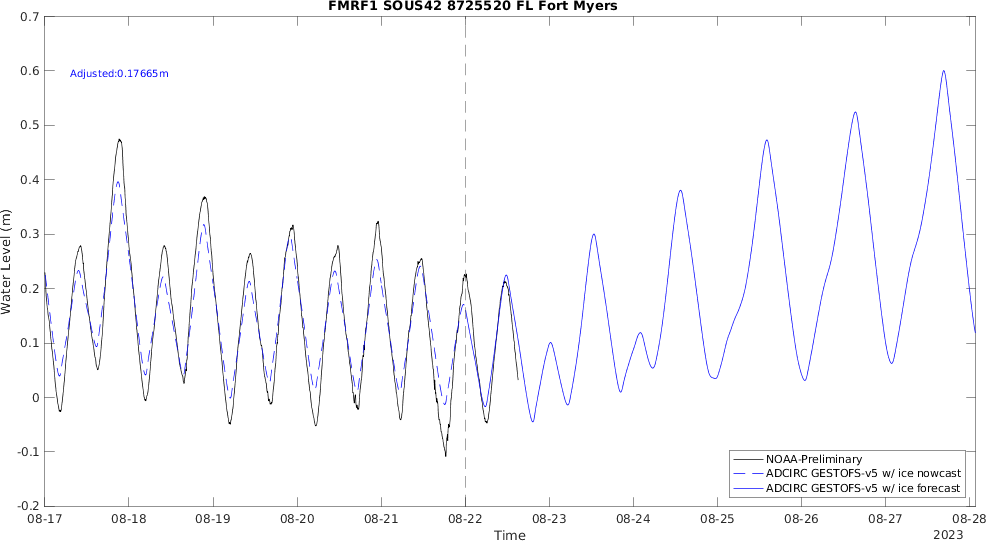 FMRF1 SOUS42 8725520 FL Fort Myers
0.7
0.6
0.5
0.4
0.3
0.2
0.1
0
-0.1
-0.2
Water Level (m)
Adjusted:0.17665m
NOAA-Preliminary
ADCIRC GESTOFS-v5 w/ ice nowcast
ADCIRC GESTOFS-v5 w/ ice forecast
08-17 08-18 08-19 08-20 08-21 08-22 08-23 08-24 08-25 08-26 08-27 08-28
Time
2023